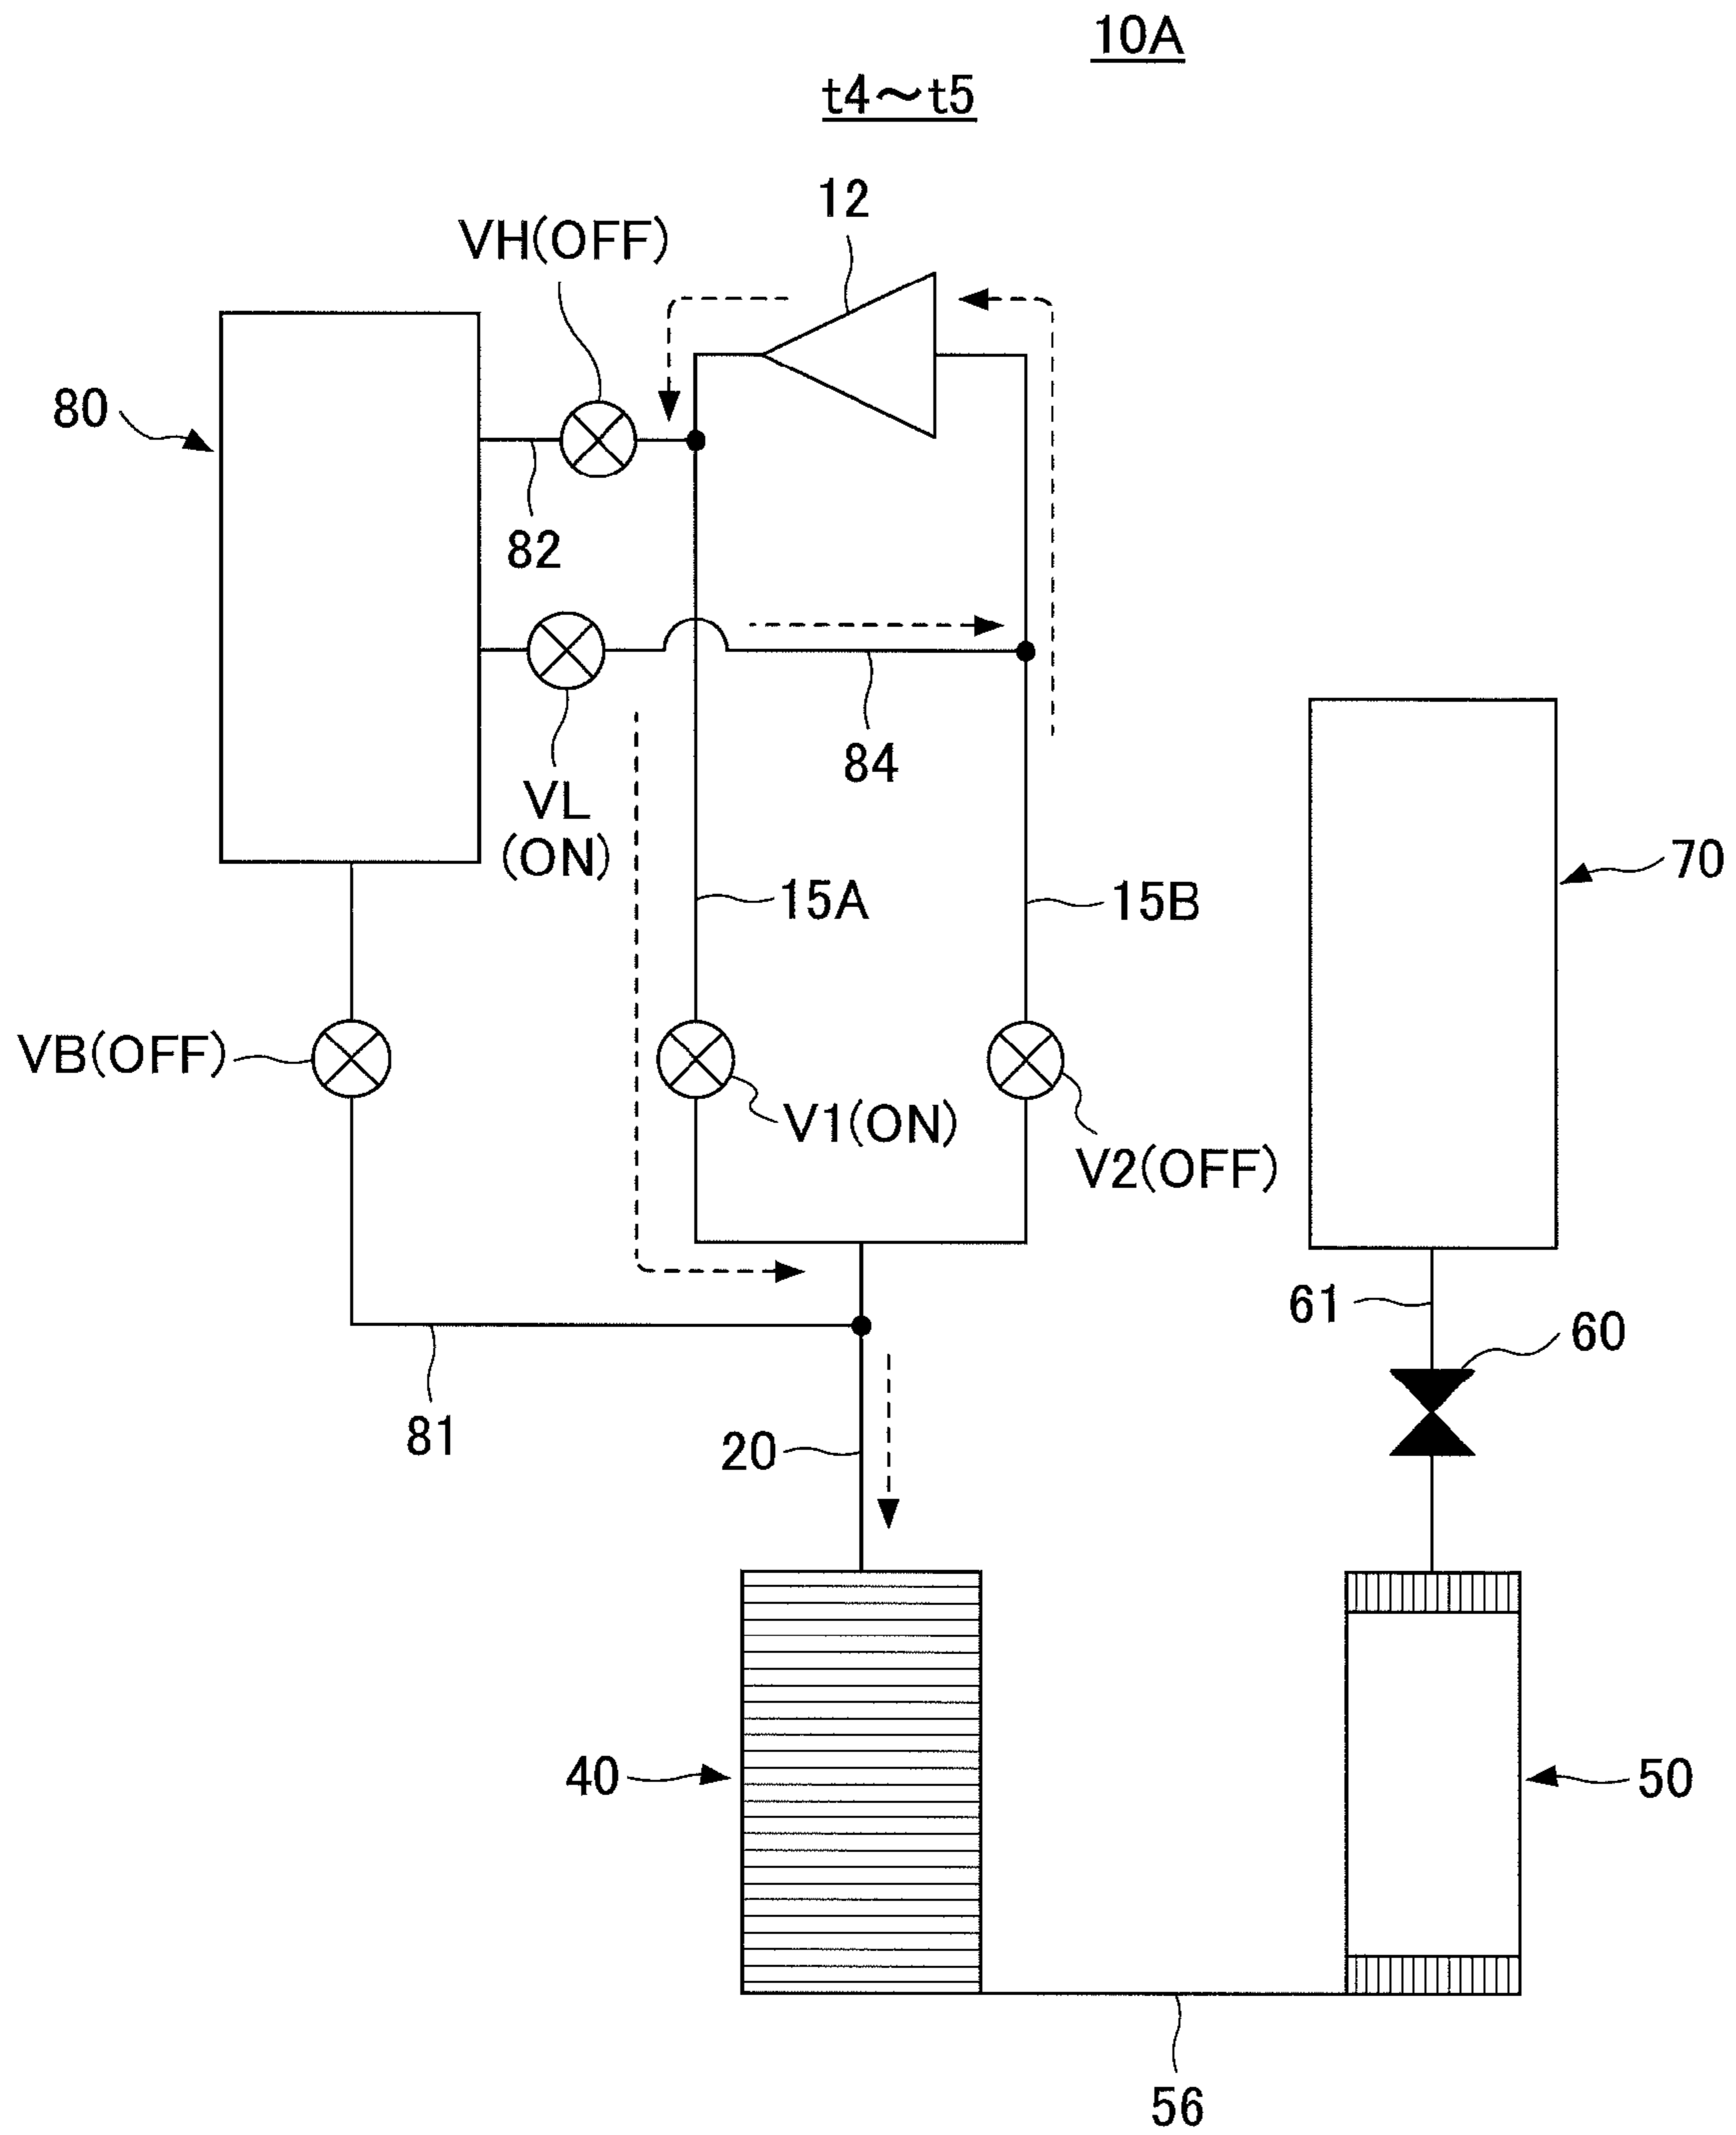 10A
t4～t5
12
VH(OFF)
80
82
84
VL
(ON)
70
15A
15B
VB(OFF)
V1(ON)
V2(OFF)
61
60
81
20
40
50
56